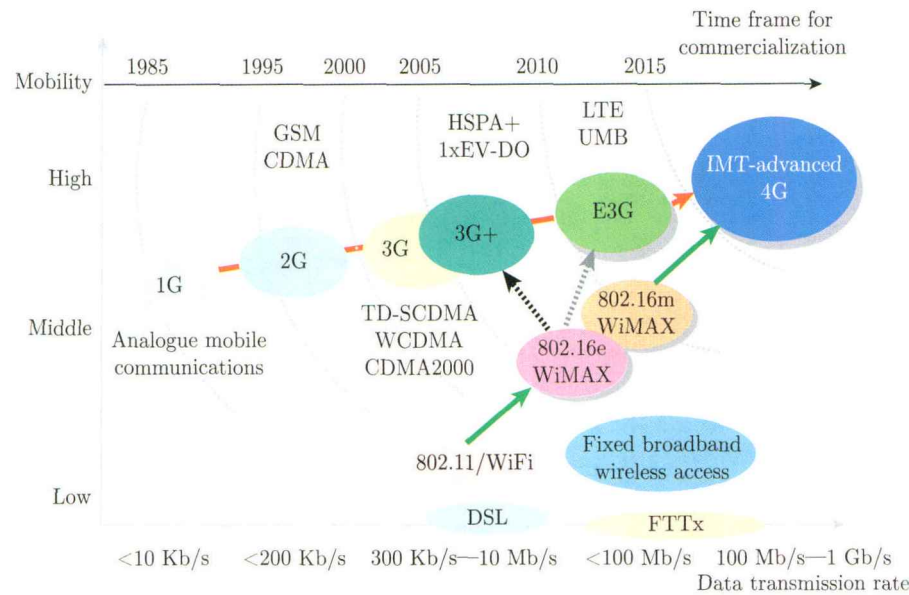 Time frame for
commercialization
1985
1995
2000
2005
2010
2015
Mobility
High
Middle
Low
GSM
CDMA
HSPA+
1xEV-DO
LTE
UMB
IMT-advanced
4G
E3G
3G+
3G
2G
1G
Analogue mobile
communications
TD-SCDMA
WCDMA
CDMA2000
802.16m
WiMAX
802.16e
WiMAX
802.11/WiFi
Fixed broadband
wireless access
DSL
FTTx
<10 Kb/s
<200 Kb/s
300 Kb/s—10 Mb/s
<100 Mb/s
100 Mb/s—1 Gb/s
Data transmission rate